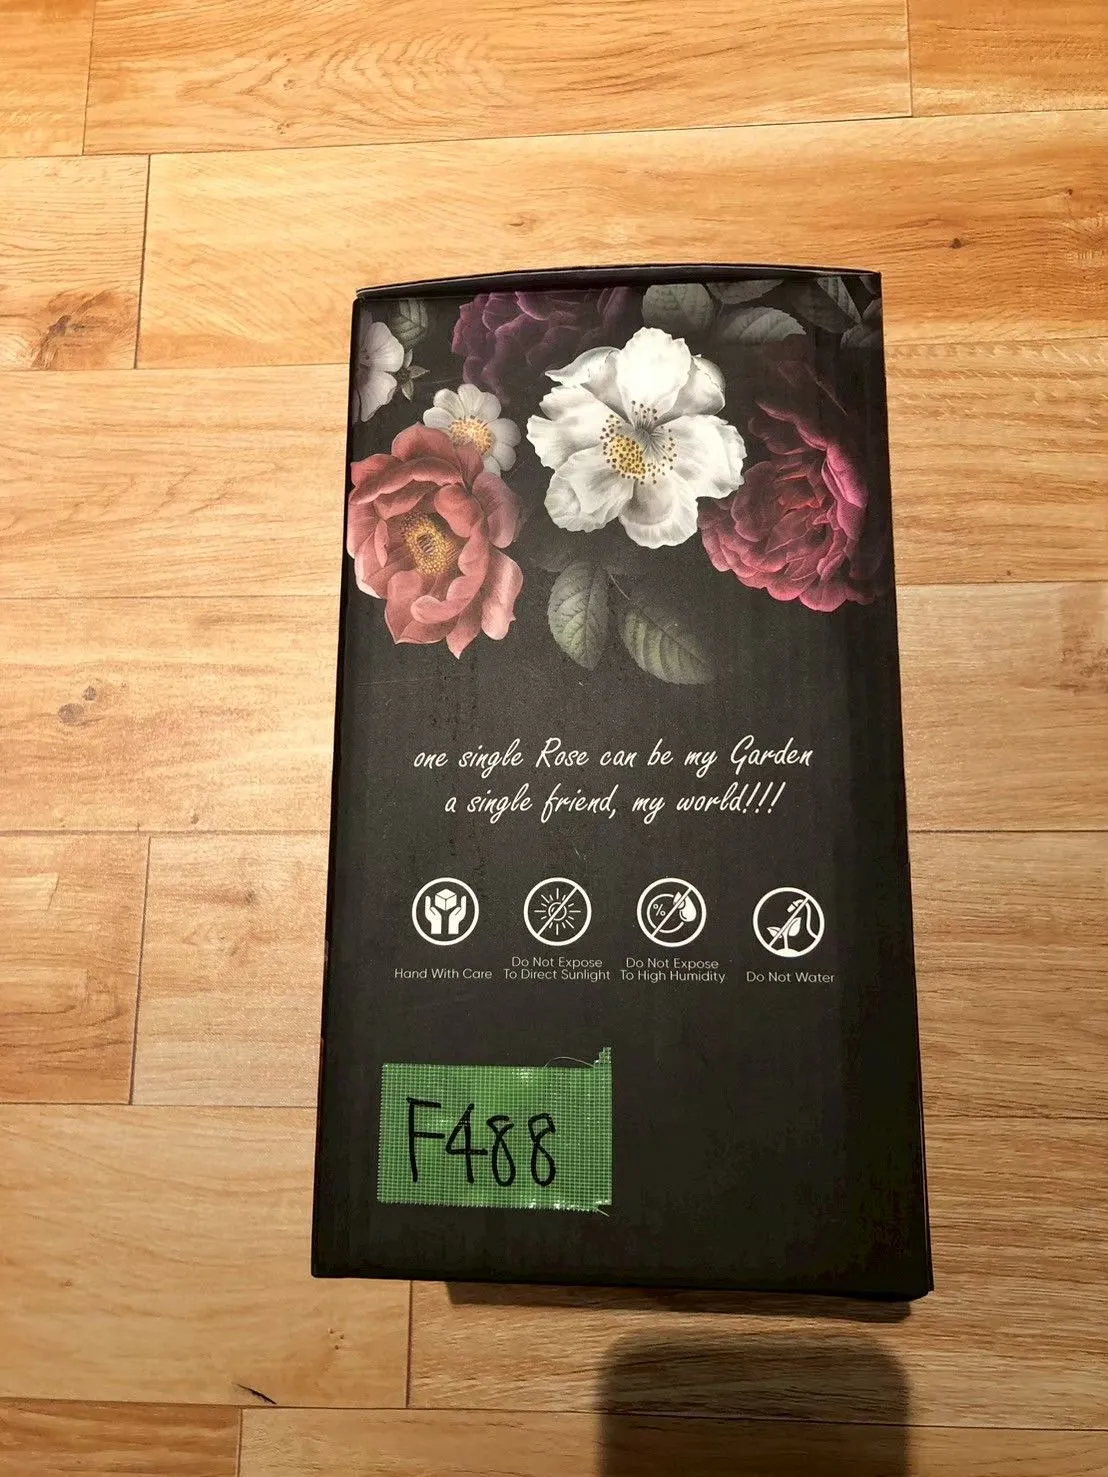 one single Rose can be my Garden
a single friend, my world!!!
Hand With Care
Do Not Expose
To Direct Sunlight
Do Not Expose
To High Humidity
Do Not Water
%
F488